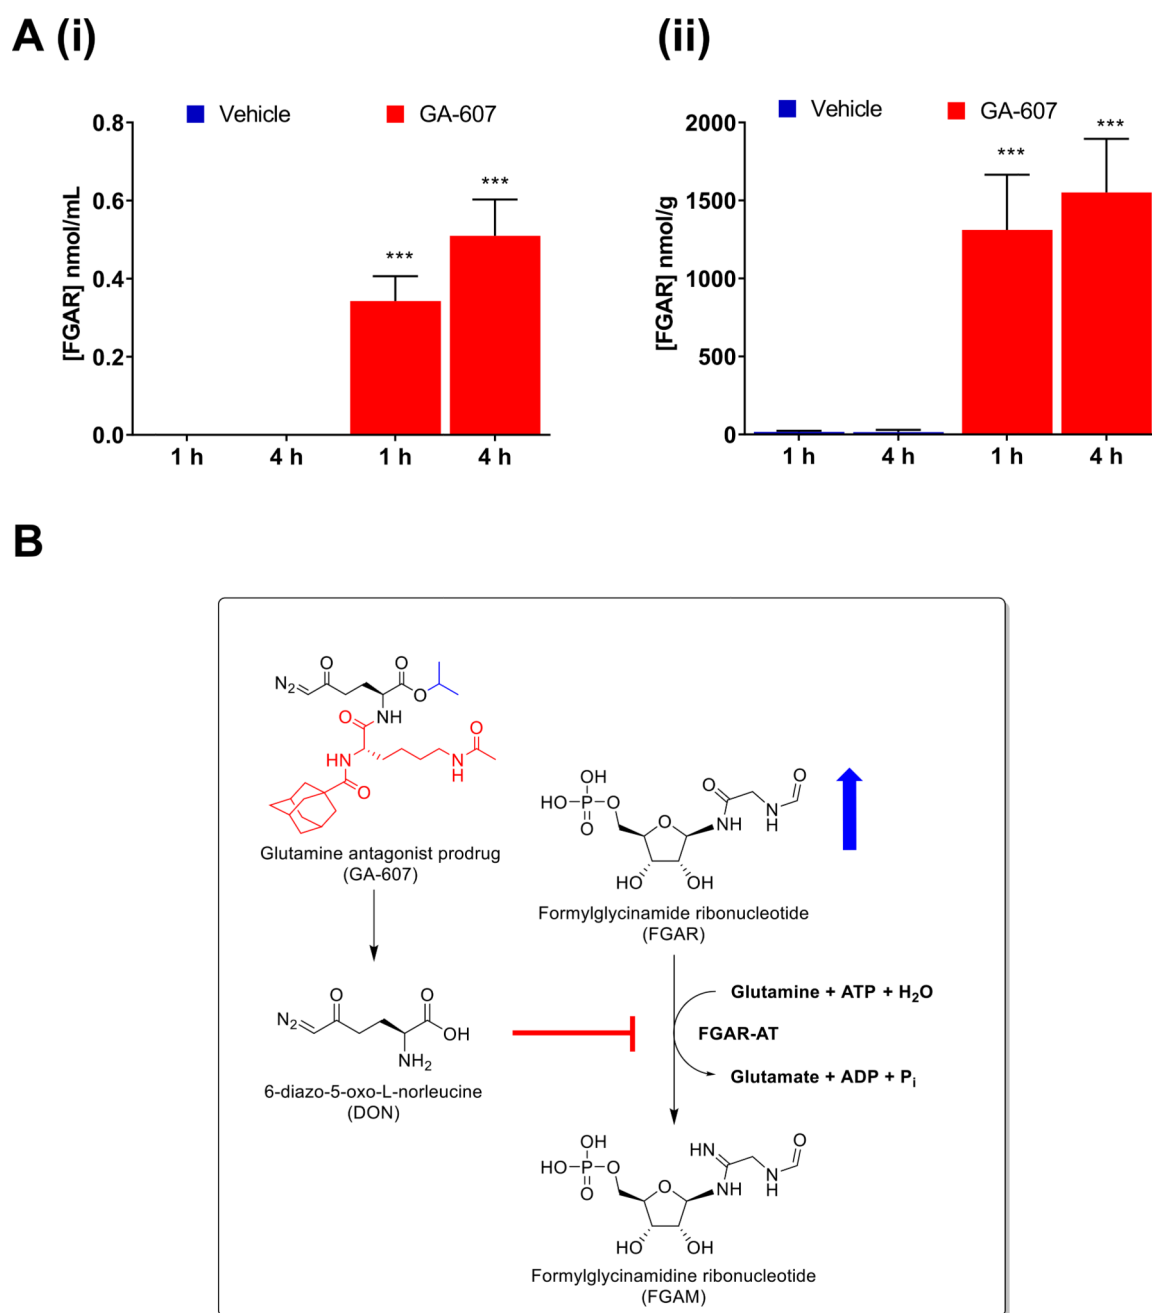 A (i)
Vehicle
GA-607
[FGAR] nmol/mL
0.8
0.6
0.4
0.2
0.0
***
***
1 h
4 h
1 h
4 h
(ii)
Vehicle
GA-607
[FGAR] nmol/g
2000
1500
1000
500
0
***
***
1 h
4 h
1 h
4 h
B
N₂
O
O
O
NH
O
HN
O
O
N
H
Glutamine antagonist prodrug
(GA-607)
N₂
O
O
OH
NH₂
6-diazo-5-oxo-L-norleucine
(DON)
OH
HO
P
O
O
O
O
NH
N
H
O
HO
OH
Formylglycinamide ribonucleotide
(FGAR)
Glutamine + ATP + H₂O
FGAR-AT
Glutamate + ADP + Pᵢ
OH
HO
P
O
O
O
HN
NH
N
H
O
HO
OH
Formylglycinamidine ribonucleotide
(FGAM)